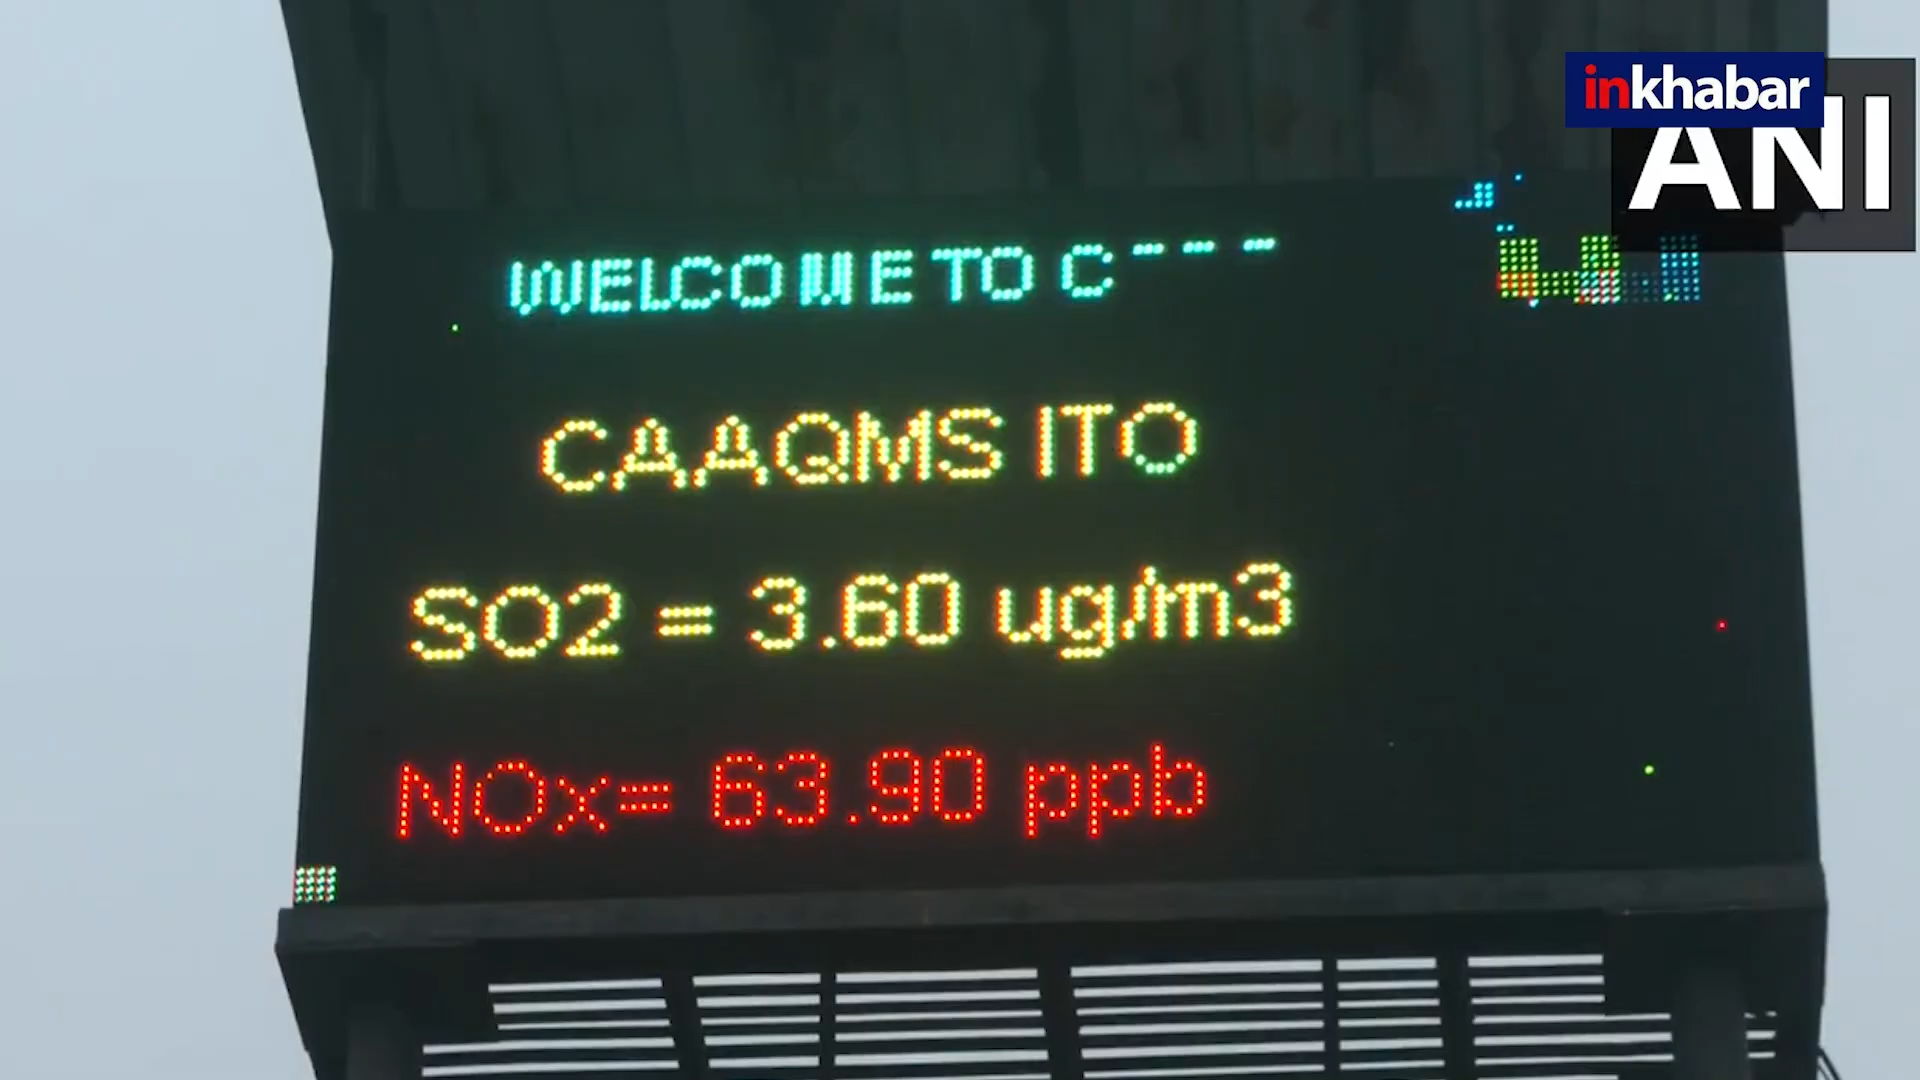 inkhabar
ANI
WELCOME TO C
CAAQMS ITO
SO2 = 3.60 ug/m3
NOx= 63.90 ppb